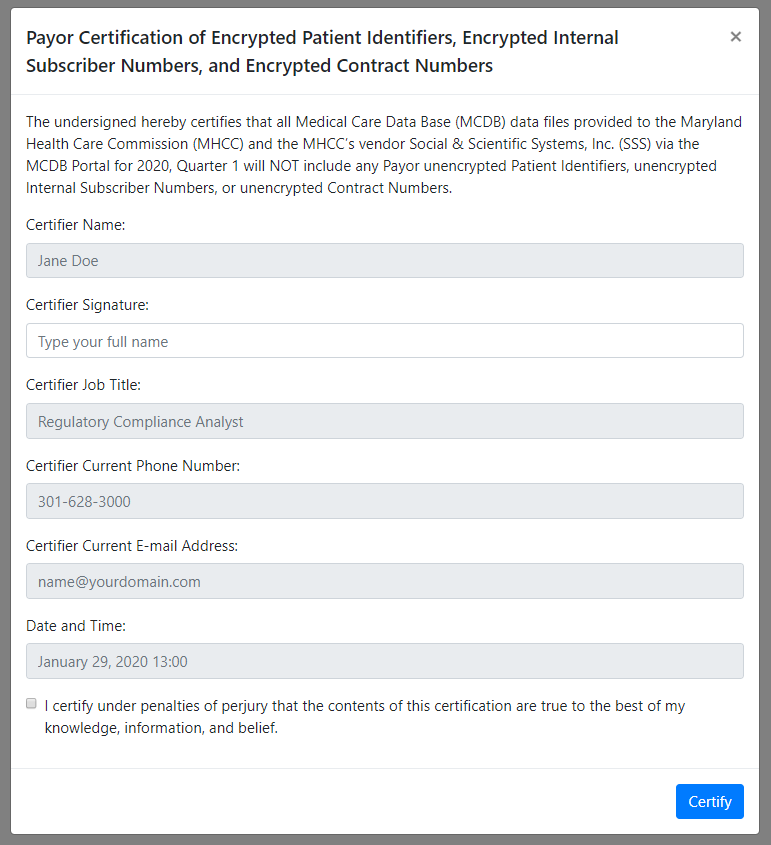 Payor Certification of Encrypted Patient Identifiers, Encrypted Internal
Subscriber Numbers, and Encrypted Contract Numbers
×
The undersigned hereby certifies that all Medical Care Data Base (MCDB) data files provided to the Maryland
Health Care Commission (MHCC) and the MHCC's vendor Social & Scientific Systems, Inc. (SSS) via the
MCDB Portal for 2020, Quarter 1 will NOT include any Payor unencrypted Patient Identifiers, unencrypted
Internal Subscriber Numbers, or unencrypted Contract Numbers.
Certifier Name:
Jane Doe
Certifier Signature:
Type your full name
Certifier Job Title:
Regulatory Compliance Analyst
Certifier Current Phone Number:
301-628-3000
Certifier Current E-mail Address:
name@yourdomain.com
Date and Time:
January 29, 2020 13:00
I certify under penalties of perjury that the contents of this certification are true to the best of my
knowledge, information, and belief.
Certify